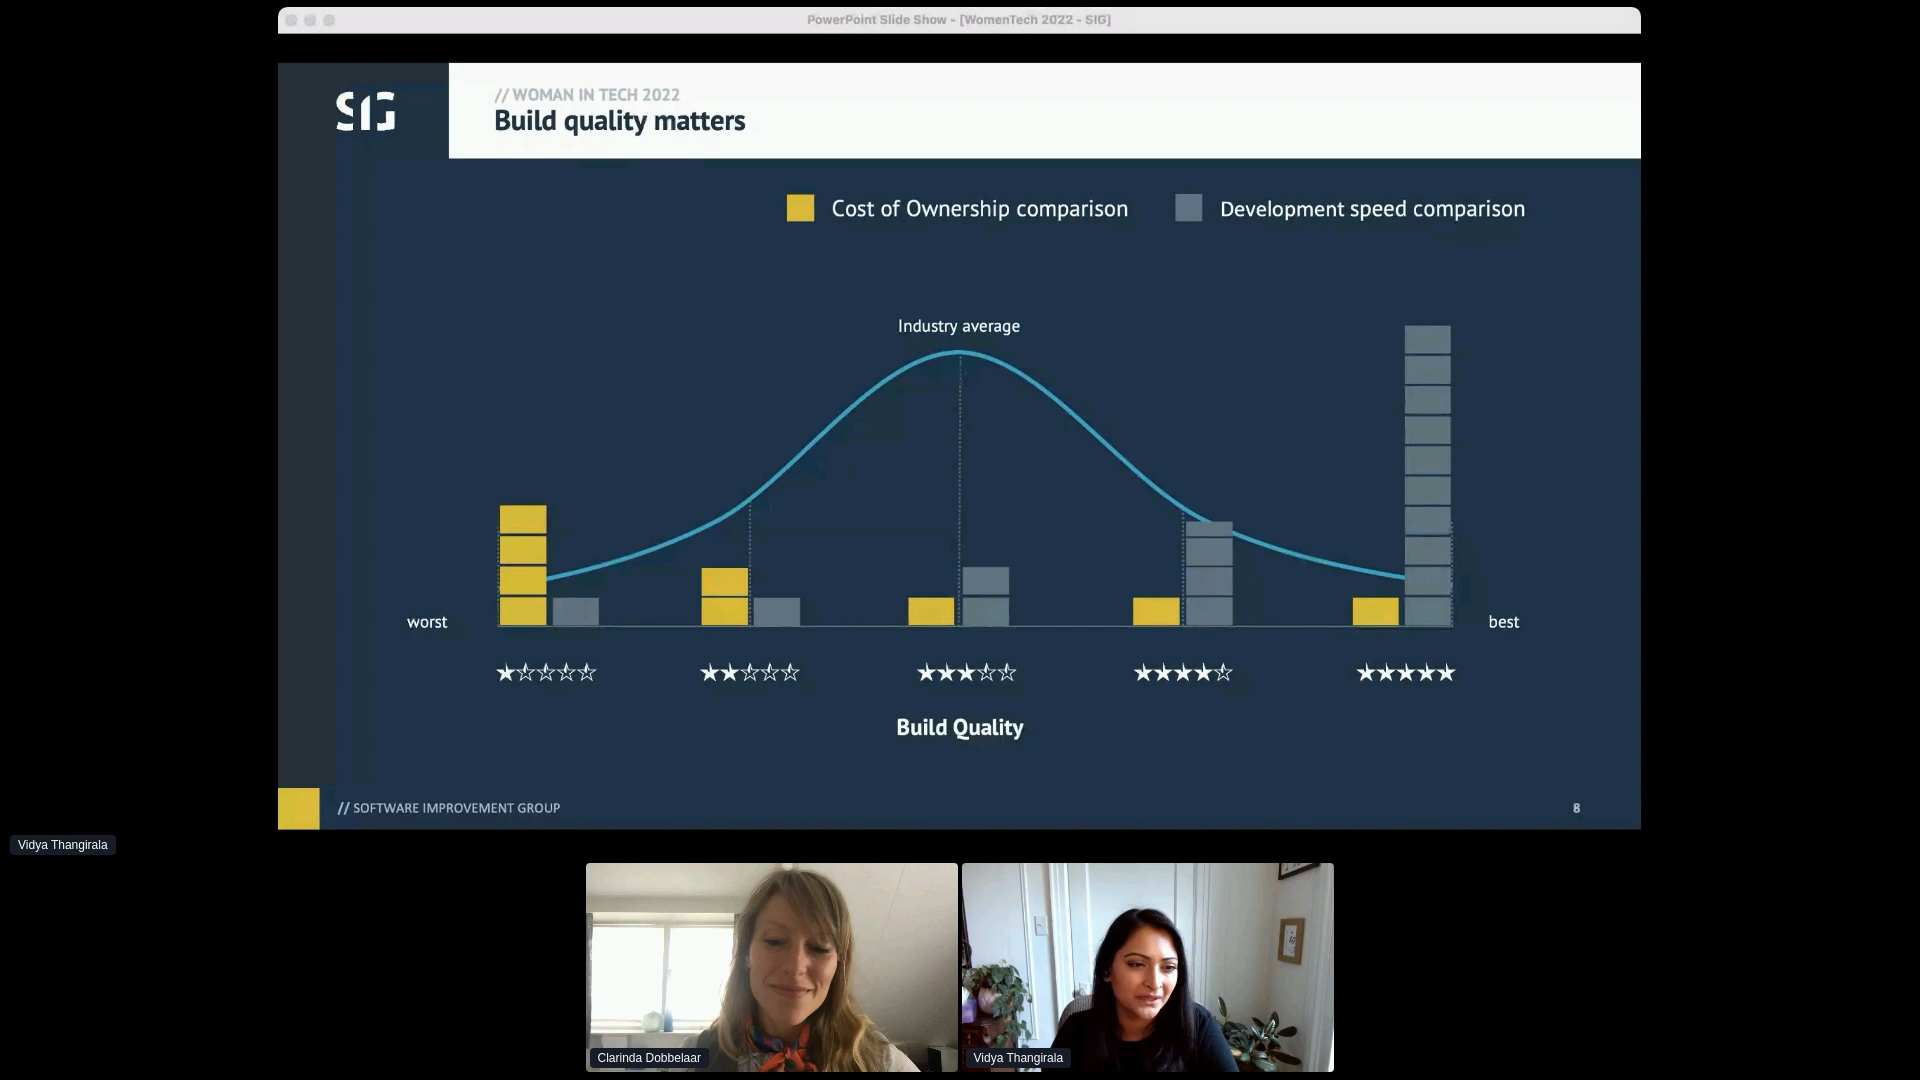 PowerPoint Slide Show - [WomenTech 2022 - SIG]
SIG
// WOMAN IN TECH 2022
Build quality matters
Cost of Ownership comparison
Development speed comparison
Industry average
worst
best
★☆☆☆☆
★★☆☆☆
★★★☆☆
★★★★☆
★★★★★
Build Quality
// SOFTWARE IMPROVEMENT GROUP
8
Vidya Thangirala
Clarinda Dobbelaar
Vidya Thangirala